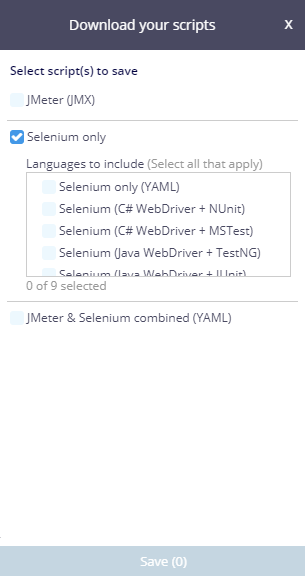 Download your scripts X
Select script(s) to save
JMeter (JMX)
Selenium only
Languages to include (Select all that apply)
Selenium only (YAML)
Selenium (C# WebDriver + NUnit)
Selenium (C# WebDriver + MSTest)
Selenium (Java WebDriver + TestNG)
Selenium (Java WebDriver + JUnit)
0 of 9 selected
JMeter & Selenium combined (YAML)
Save (0)